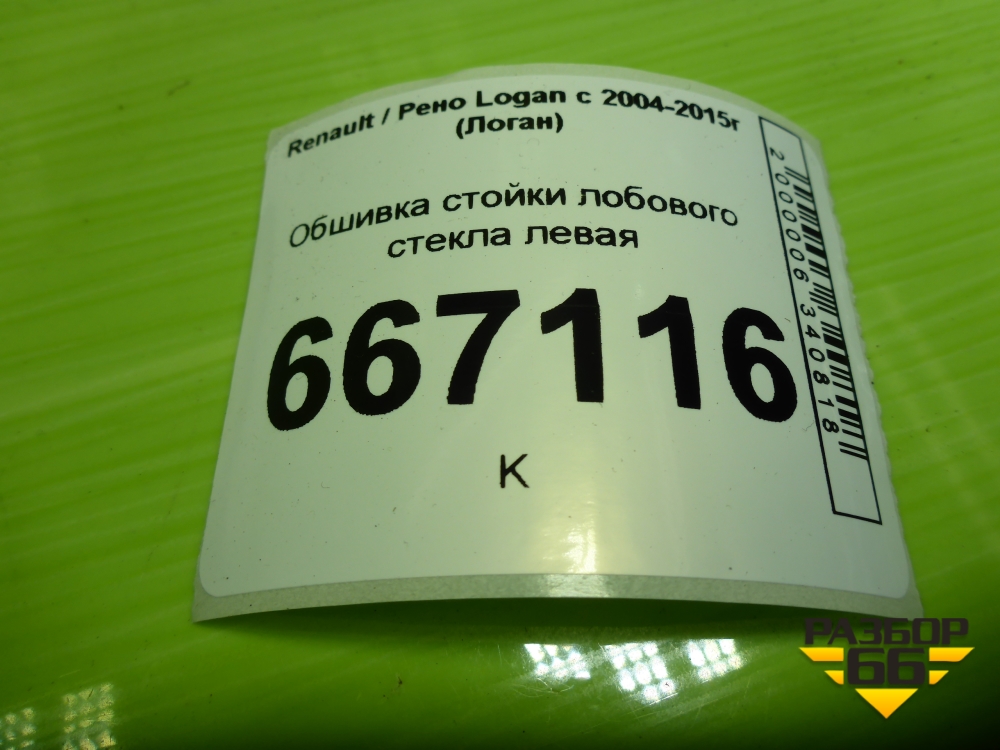 Renault / Рено Logan с 2004-2015г
(Логан)
Обшивка стойки лобового
стекла левая
667116
К
2000006340818
РАЗБОР
66